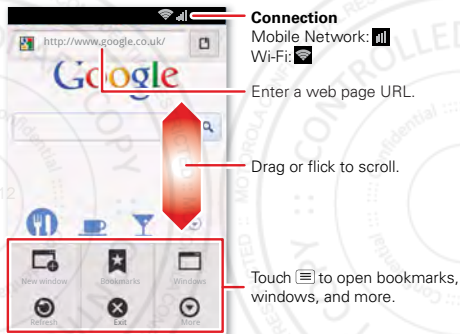 Connection
Mobile Network:
Wi-Fi:
http://www.google.co.uk/
Enter a web page URL.
Google
Drag or flick to scroll.
New window
Bookmarks
Windows
Touch to open bookmarks,
windows, and more.
Refresh
Exit
More